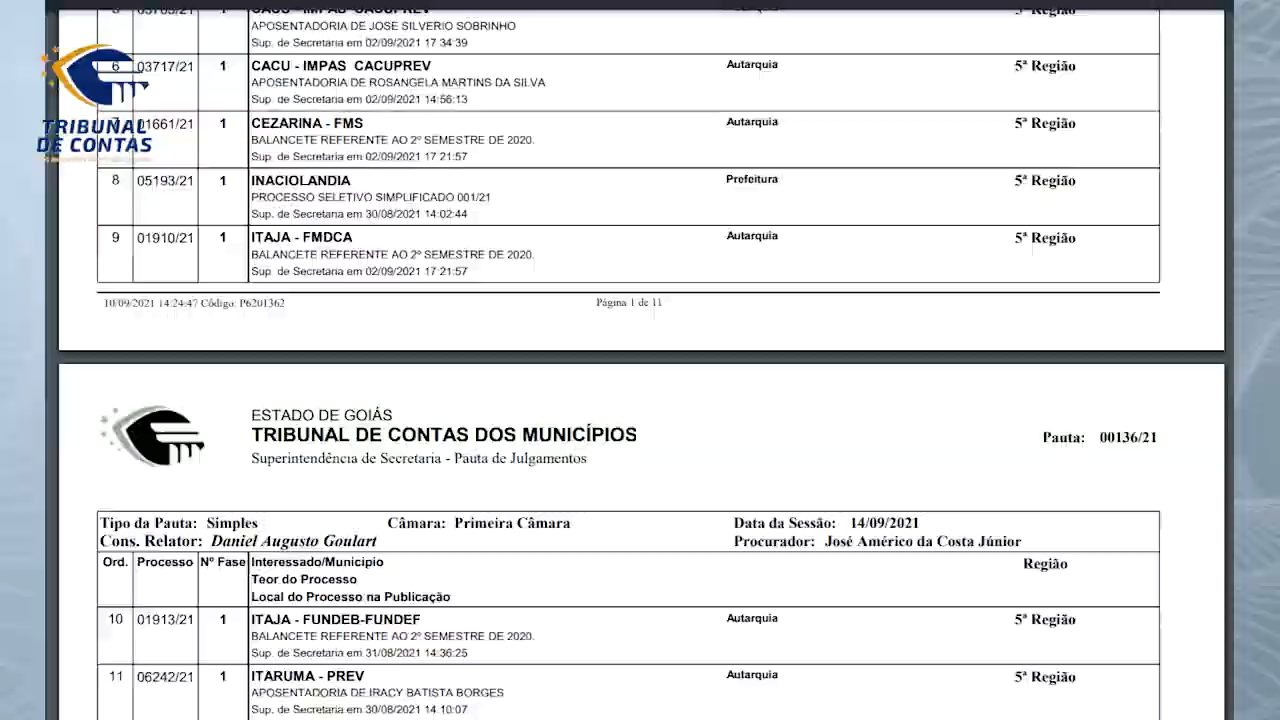 APOSENTADORIA DE JOSE SILVERIO SOBRINHO
Sup. de Secretaria em 02/09/2021 17 34:39
6 03717/21 1 CACU - IMPAS CACUPREV Autarquia 5ª Região
APOSENTADORIA DE ROSANGELA MARTINS DA SILVA
Sup. de Secretaria em 02/09/2021 14:56:13
TRIBUNAL
DE CONTAS
7 01661/21 1 CEZARINA - FMS Autarquia 5ª Região
BALANCETE REFERENTE AO 2º SEMESTRE DE 2020.
Sup. de Secretaria em 02/09/2021 17:21:57
8 05193/21 1 INACIOLANDIA Prefeitura 5ª Região
PROCESSO SELETIVO SIMPLIFICADO 001/21
Sup. de Secretaria em 30/08/2021 14:02:44
9 01910/21 1 ITAJA - FMDCA Autarquia 5ª Região
BALANCETE REFERENTE AO 2º SEMESTRE DE 2020.
Sup. de Secretaria em 02/09/2021 17:21:57
10/09/2021 14:24:47 Código: P6201362 Página 1 de 11
ESTADO DE GOIÁS
TRIBUNAL DE CONTAS DOS MUNICÍPIOS
Pauta: 00136/21
Superintendência de Secretaria - Pauta de Julgamentos
Tipo da Pauta: Simples Câmara: Primeira Câmara Data da Sessão: 14/09/2021
Cons. Relator: Daniel Augusto Goulart Procurador: José Américo da Costa Júnior
Ord. Processo Nº Fase Interessado/Município Região
Teor do Processo
Local do Processo na Publicação
10 01913/21 1 ITAJA - FUNDEB-FUNDEF Autarquia 5ª Região
BALANCETE REFERENTE AO 2º SEMESTRE DE 2020.
Sup. de Secretaria em 31/08/2021 14:36:25
11 06242/21 1 ITARUMA - PREV Autarquia 5ª Região
APOSENTADORIA DE IRACY BATISTA BORGES
Sup. de Secretaria em 30/08/2021 14 10:07